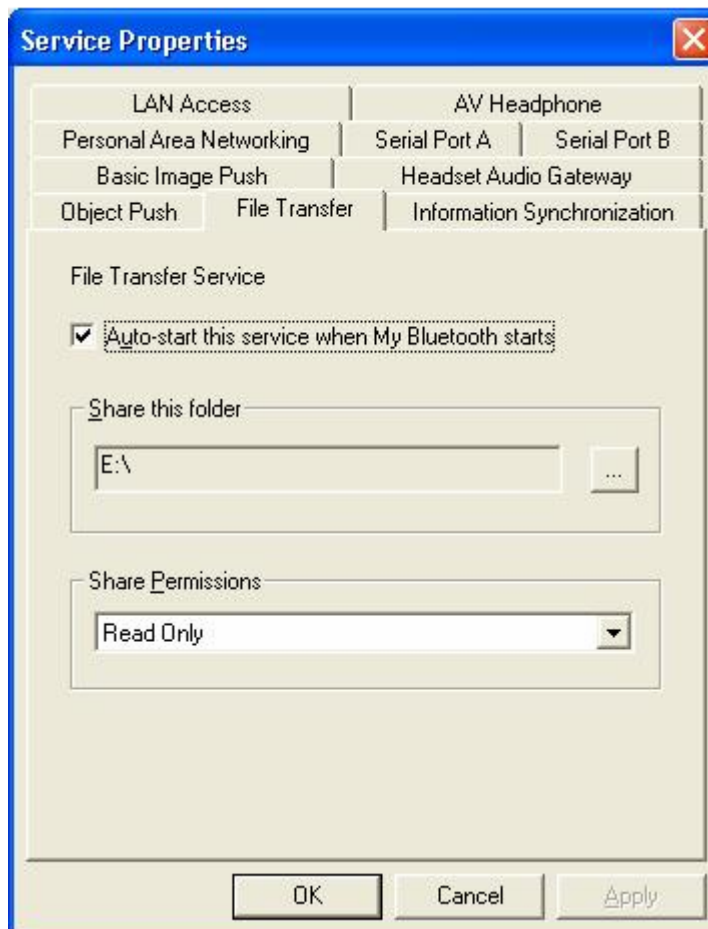 Service Properties
LAN Access AV Headphone
Personal Area Networking Serial Port A Serial Port B
Basic Image Push Headset Audio Gateway
Object Push File Transfer Information Synchronization
File Transfer Service
Auto-start this service when My Bluetooth starts
Share this folder
E:\
...
Share Permissions
Read Only
OK Cancel Apply